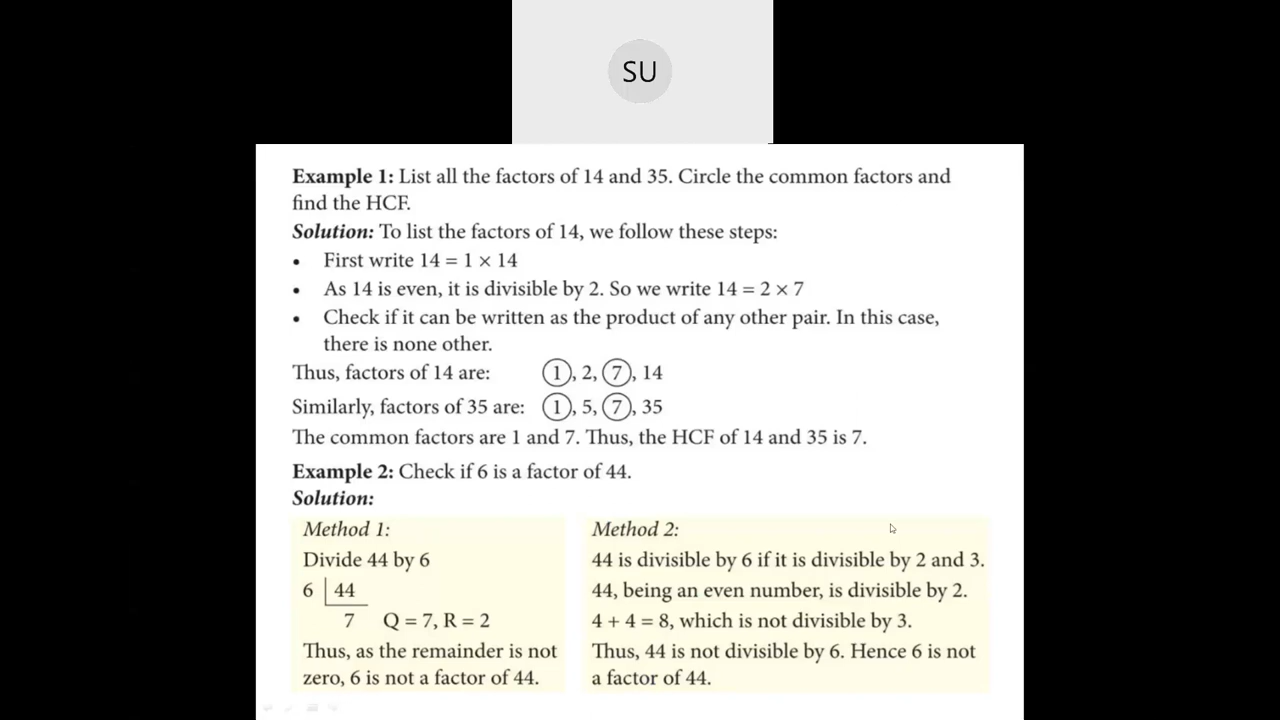 SU
Example 1: List all the factors of 14 and 35. Circle the common factors and
find the HCF.
Solution: To list the factors of 14, we follow these steps:
• First write 14 = 1 × 14
• As 14 is even, it is divisible by 2. So we write 14 = 2 × 7
• Check if it can be written as the product of any other pair. In this case,
there is none other.
Thus, factors of 14 are: 1, 2, 7, 14
Similarly, factors of 35 are: 1, 5, 7, 35
The common factors are 1 and 7. Thus, the HCF of 14 and 35 is 7.
Example 2: Check if 6 is a factor of 44.
Solution:
Method 1:
Divide 44 by 6
6 | 44
7 Q = 7, R = 2
Thus, as the remainder is not
zero, 6 is not a factor of 44.
Method 2:
44 is divisible by 6 if it is divisible by 2 and 3.
44, being an even number, is divisible by 2.
4 + 4 = 8, which is not divisible by 3.
Thus, 44 is not divisible by 6. Hence 6 is not
a factor of 44.